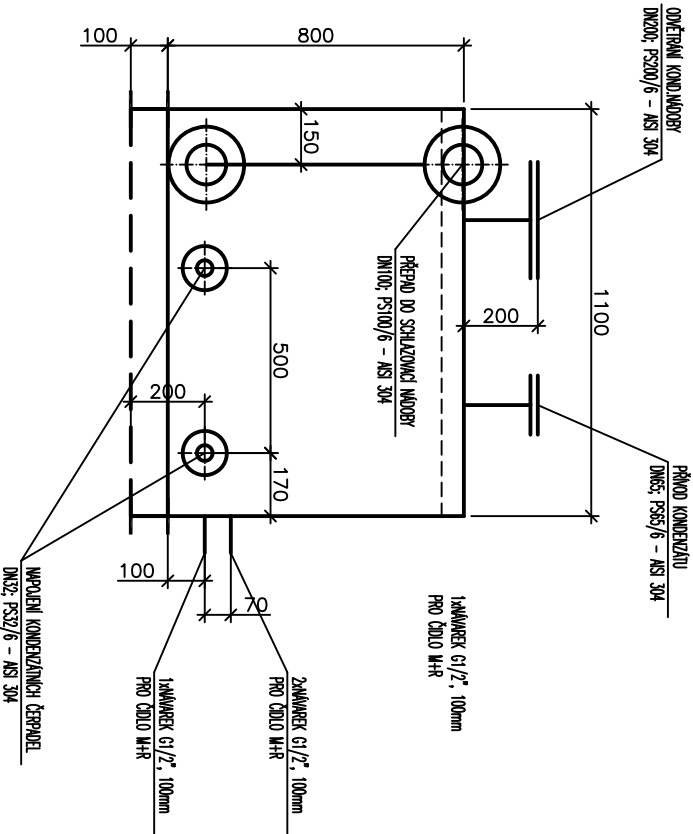 ODVĚTRÁNÍ KOND.NÁDOBY
DN200; PS200/6 - AISI 304
PŘÍVOD KONDENZÁTU
DN65; PS65/6 - AISI 304
1100
200
100
800
150
PŘEPAD DO SCHLAZOVACÍ NÁDOBY
DN100; PS100/6 - AISI 304
500
200
170
100
70
1xNÁVAREK G1/2", 100mm
PRO ČIDLO M+R
2xNÁVAREK G1/2", 100mm
PRO ČIDLO M+R
1xNÁVAREK G1/2", 100mm
PRO ČIDLO M+R
NAPOJENÍ KONDENZÁTNÍCH ČERPADEL
DN32; PS32/6 - AISI 304